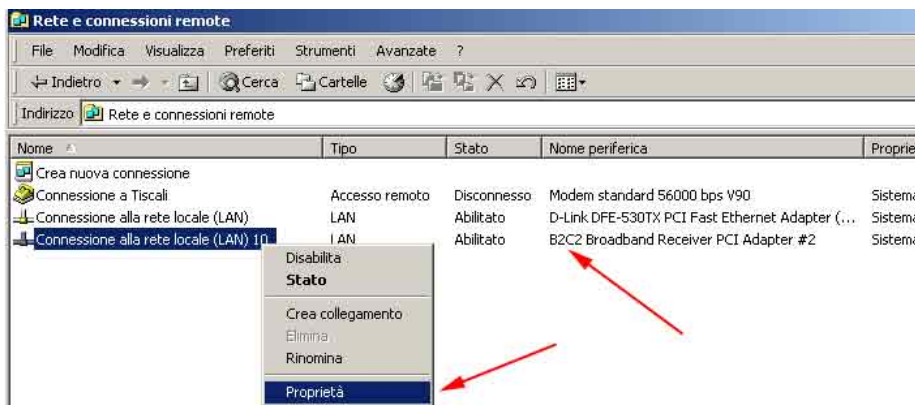 Rete e connessioni remote
File Modifica Visualizza Preferiti Strumenti Avanzate ?
Indietro Cerca Cartelle
Indirizzo Rete e connessioni remote
Nome Tipo Stato Nome periferica Proprie
Crea nuova connessione
Connessione a Tiscali Accesso remoto Disconnesso Modem standard 56000 bps V90 Sistema
Connessione alla rete locale (LAN) LAN Abilitato D-Link DFE-530TX PCI Fast Ethernet Adapter (... Sistema
Connessione alla rete locale (LAN) 10 LAN Abilitato B2C2 Broadband Receiver PCI Adapter #2 Sistema
Disabilita
Stato
Crea collegamento
Elimina
Rinomina
Proprietà